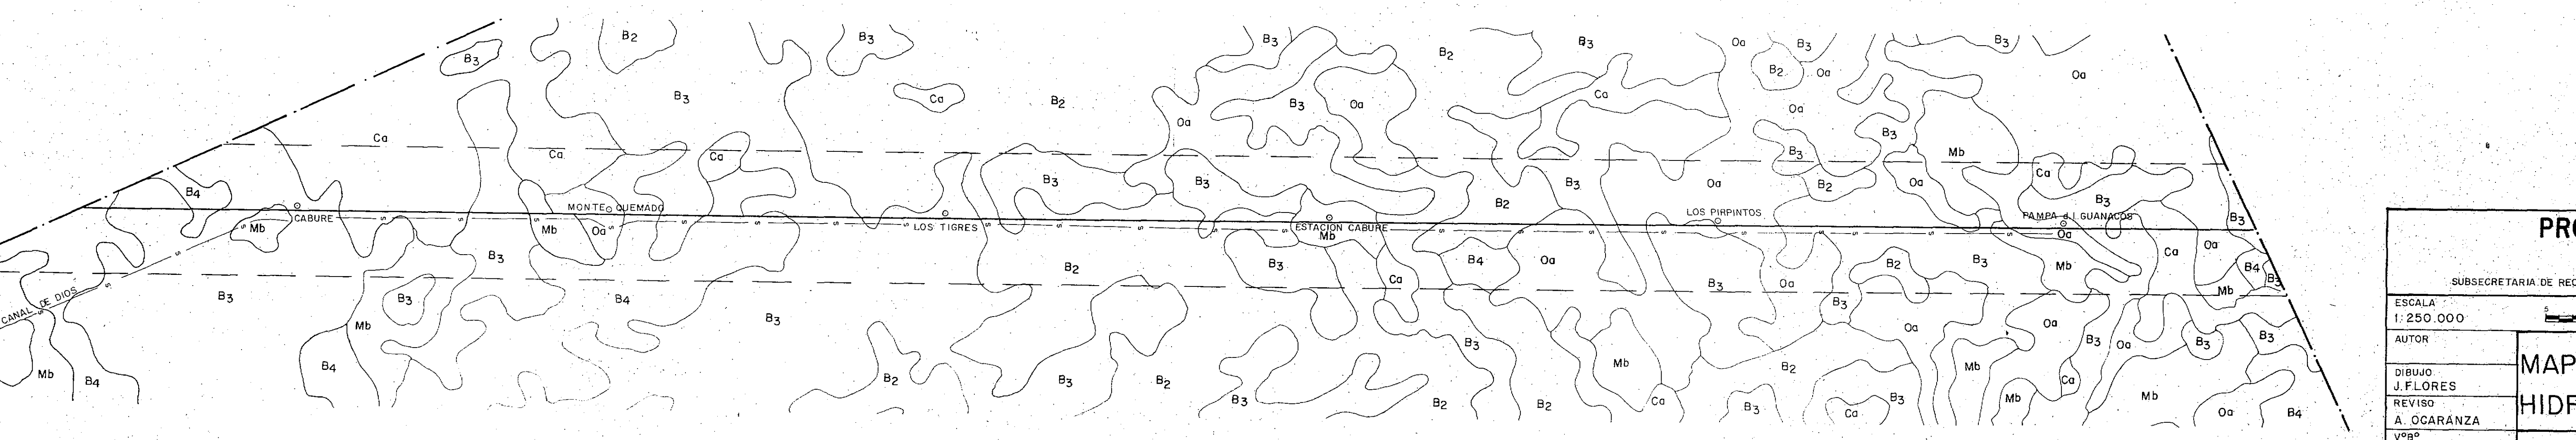 B3
B2
B3
B3
B2
B3
Oa
B3
B3
B3
Ca
B2
B3
Oa
Ca
B2
Oa
Oa
Oa
Oa
B3
Ca
Ca
Ca
B3
Mb
B4
B3
B3
B3
Oa
B2
Oa
Ca
B3
B2
B3
CABURE
MONTE QUEMADO
LOS TIGRES
ESTACION CABURE
LOS PIRPINTOS
PAMPA d l GUANACOS
Mb
Mb
Oa
Mb
Oa
B3
B2
B3
B4
Oa
B2
B3
Mb
Ca
Oa
B4
B3
CANAL DE DIOS
B3
B3
B4
Ca
B3
Oa
B3
Mb
Mb
B3
B3
Oa
Oa
B3
Oa
B3
B3
Mb
B4
B4
B2
B3
B2
Mb
B2
Mb
Ca
Mb
B3
B2
B2
Ca
B3
Ca
B3
Mb
Oa
B4
PRO
SUBSECRETARIA DE REC
ESCALA
1:250.000
5
AUTOR
MAP
DIBUJO
J. FLORES
HIDR
REVISO
A. OCARANZA
VºBº